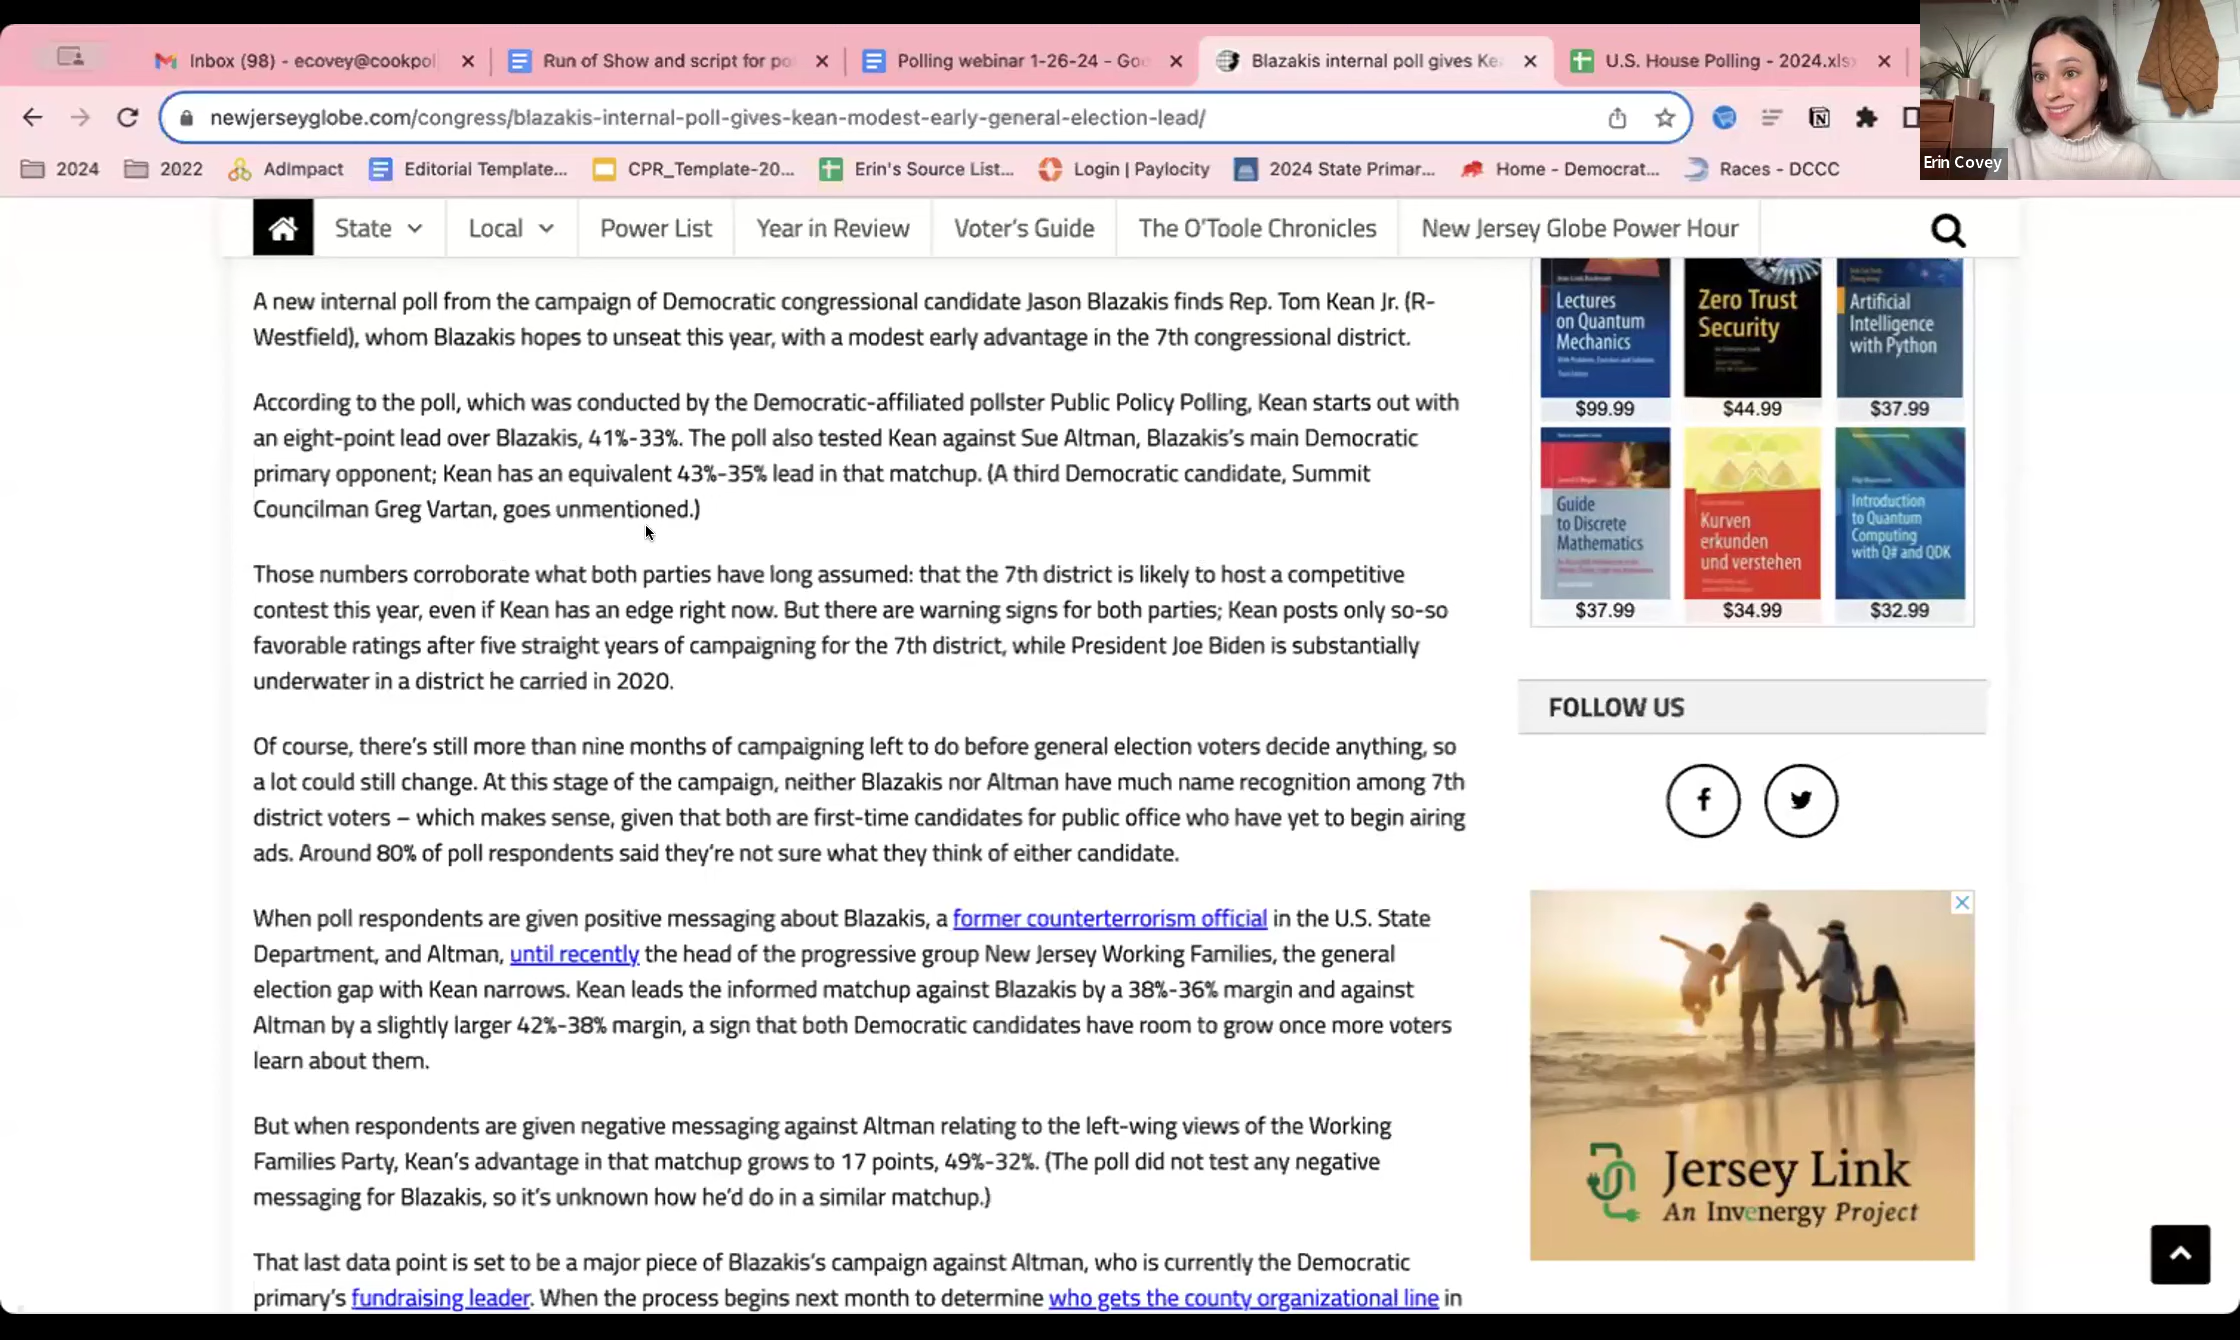 Inbox (98) - ecovey@cookpol
Run of Show and script for po
Polling webinar 1-26-24 - Goo
Blazakis internal poll gives Kea
U.S. House Polling - 2024.xlsx
newjerseyglobe.com/congress/blazakis-internal-poll-gives-kean-modest-early-general-election-lead/
Erin Covey
2024
2022
AdImpact
Editorial Template...
CPR_Template-20...
Erin's Source List...
Login | Paylocity
2024 State Primar...
Home - Democrat...
Races - DCCC
State
Local
Power List
Year in Review
Voter's Guide
The O'Toole Chronicles
New Jersey Globe Power Hour
A new internal poll from the campaign of Democratic congressional candidate Jason Blazakis finds Rep. Tom Kean Jr. (R-
Westfield), whom Blazakis hopes to unseat this year, with a modest early advantage in the 7th congressional district.
According to the poll, which was conducted by the Democratic-affiliated pollster Public Policy Polling, Kean starts out with
an eight-point lead over Blazakis, 41%-33%. The poll also tested Kean against Sue Altman, Blazakis's main Democratic
primary opponent; Kean has an equivalent 43%-35% lead in that matchup. (A third Democratic candidate, Summit
Councilman Greg Vartan, goes unmentioned.)
Those numbers corroborate what both parties have long assumed: that the 7th district is likely to host a competitive
contest this year, even if Kean has an edge right now. But there are warning signs for both parties; Kean posts only so-so
favorable ratings after five straight years of campaigning for the 7th district, while President Joe Biden is substantially
underwater in a district he carried in 2020.
Of course, there's still more than nine months of campaigning left to do before general election voters decide anything, so
a lot could still change. At this stage of the campaign, neither Blazakis nor Altman have much name recognition among 7th
district voters – which makes sense, given that both are first-time candidates for public office who have yet to begin airing
ads. Around 80% of poll respondents said they're not sure what they think of either candidate.
When poll respondents are given positive messaging about Blazakis, a former counterterrorism official in the U.S. State
Department, and Altman, until recently the head of the progressive group New Jersey Working Families, the general
election gap with Kean narrows. Kean leads the informed matchup against Blazakis by a 38%-36% margin and against
Altman by a slightly larger 42%-38% margin, a sign that both Democratic candidates have room to grow once more voters
learn about them.
But when respondents are given negative messaging against Altman relating to the left-wing views of the Working
Families Party, Kean's advantage in that matchup grows to 17 points, 49%-32%. (The poll did not test any negative
messaging for Blazakis, so it's unknown how he'd do in a similar matchup.)
That last data point is set to be a major piece of Blazakis's campaign against Altman, who is currently the Democratic
primary's fundraising leader. When the process begins next month to determine who gets the county organizational line in
Lectures
on Quantum
Mechanics
$99.99
Zero Trust
Security
$44.99
Artificial
Intelligence
with Python
$37.99
Guide
to Discrete
Mathematics
$37.99
Kurven
erkunden
und verstehen
$34.99
Introduction
to Quantum
Computing
with Q# and QDK
$32.99
FOLLOW US
Jersey Link
An Invenergy Project